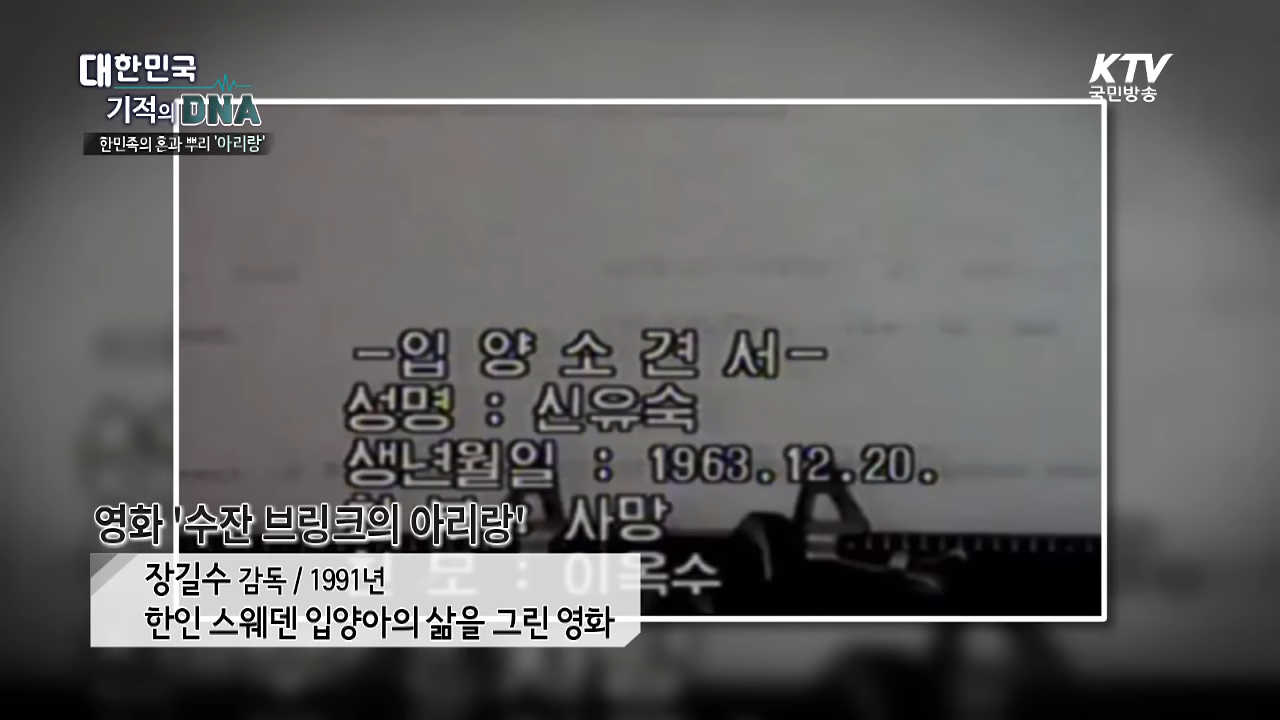 대한민국
기적의 DNA
한민족의 혼과 뿌리 '아리랑'
KTV
국민방송
-입 양 소 견 서-
성명 : 신유숙
생년월일 : 1963.12.20.
사망
모 : 이옥수
영화 '수잔 브링크의 아리랑'
장길수 감독 / 1991년
한인 스웨덴 입양아의 삶을 그린 영화